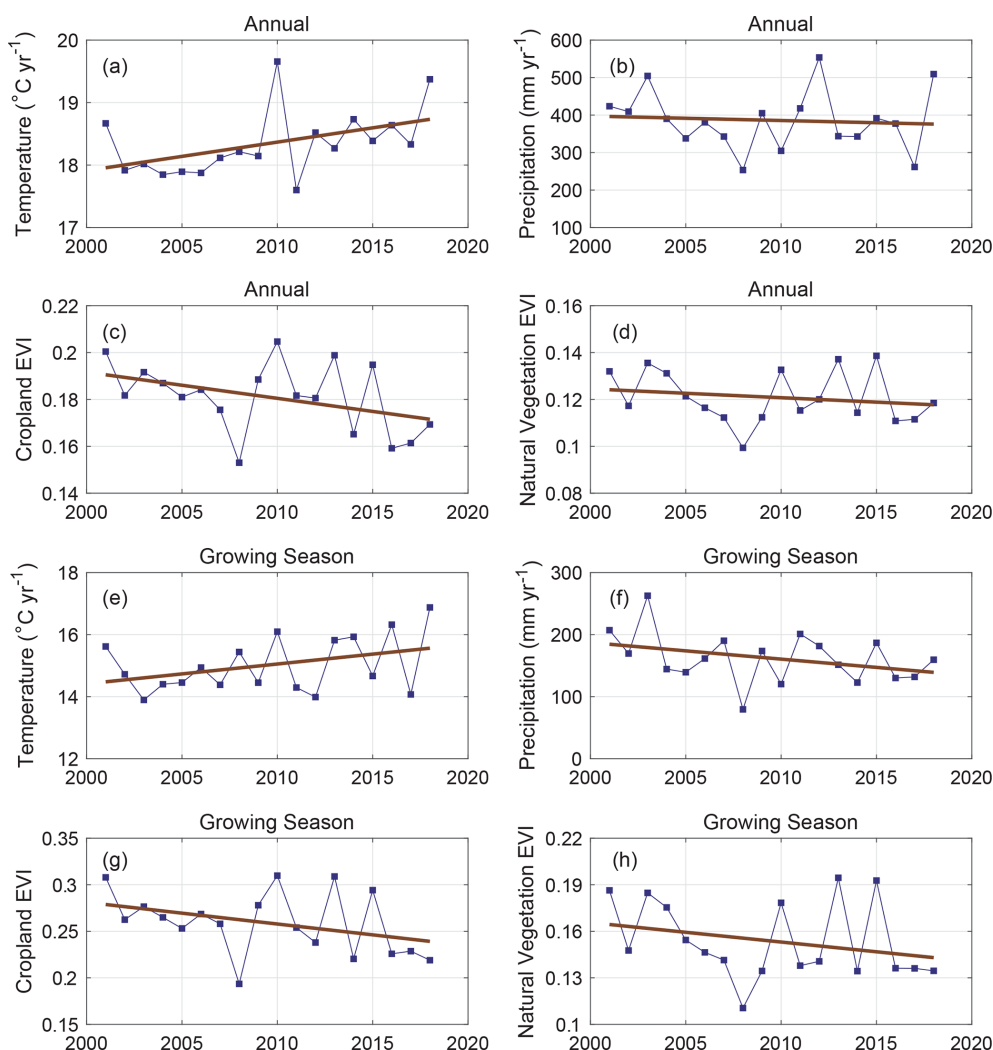 Annual
Temperature (°C yr-1)
(a)
20
19
18
17
2000 2005 2010 2015 2020
Annual
Precipitation (mm yr-1)
(b)
600
500
400
300
200
100
2000 2005 2010 2015 2020
Annual
Cropland EVI
(c)
0.22
0.2
0.18
0.16
0.14
2000 2005 2010 2015 2020
Annual
Natural Vegetation EVI
(d)
0.16
0.14
0.12
0.1
0.08
2000 2005 2010 2015 2020
Growing Season
Temperature (°C yr-1)
(e)
18
16
14
12
2000 2005 2010 2015 2020
Growing Season
Precipitation (mm yr-1)
(f)
300
200
100
0
2000 2005 2010 2015 2020
Growing Season
Cropland EVI
(g)
0.35
0.3
0.25
0.2
0.15
2000 2005 2010 2015 2020
Growing Season
Natural Vegetation EVI
(h)
0.22
0.19
0.16
0.13
0.1
2000 2005 2010 2015 2020